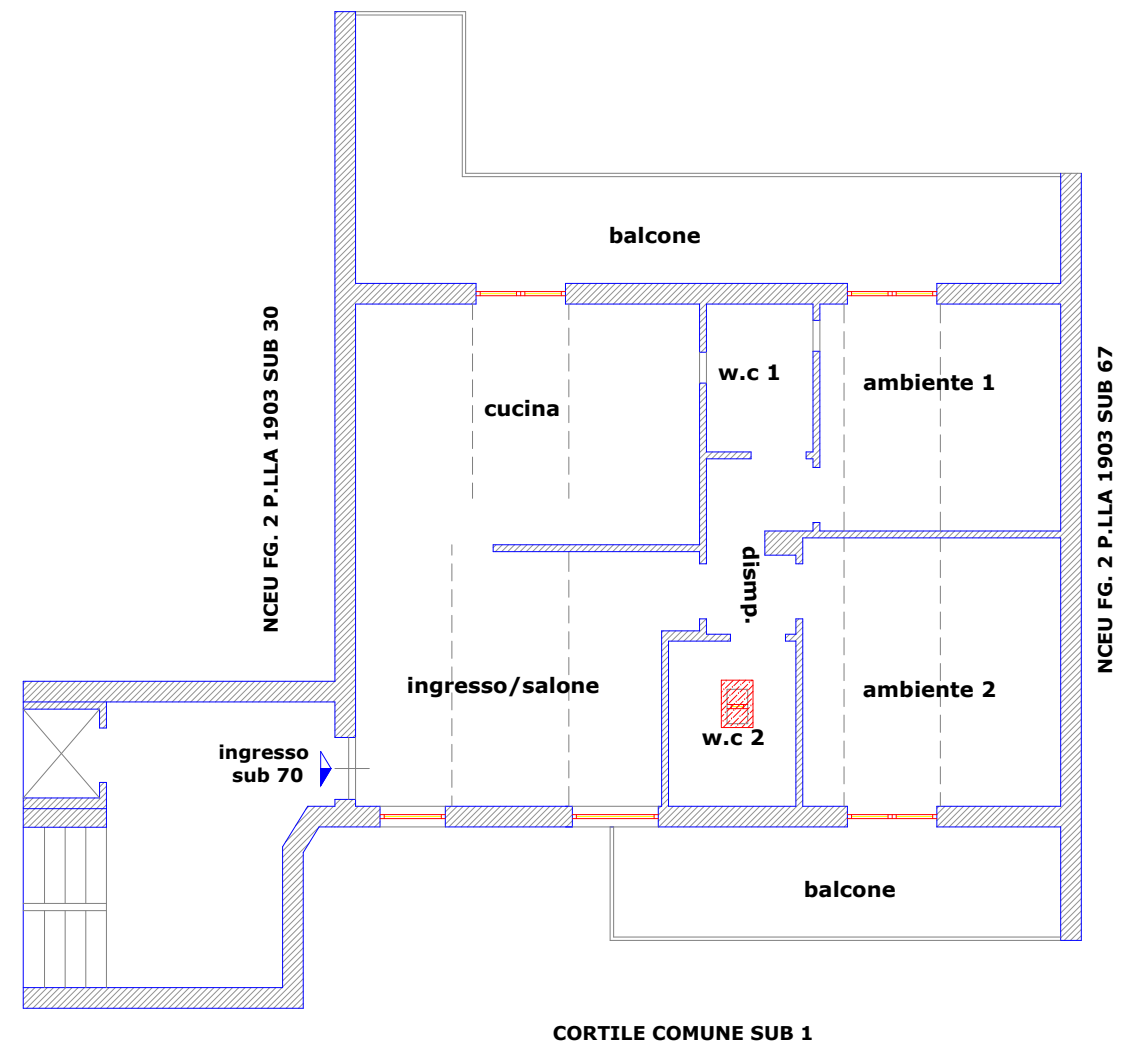 balcone
NCEU FG. 2 P.LLA 1903 SUB 30
w.c 1
ambiente 1
cucina
NCEU FG. 2 P.LLA 1903 SUB 67
dismp.
ingresso/salone
ambiente 2
w.c 2
ingresso
sub 70
balcone
CORTILE COMUNE SUB 1